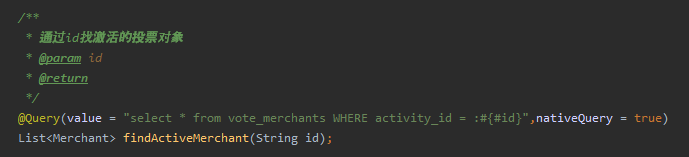 /**
* 通过id找激活的投票对象
* @param id
* @return
*/
@Query(value = "select * from vote_merchants WHERE activity_id = :#{#id}",nativeQuery = true)
List<Merchant> findActiveMerchant(String id);